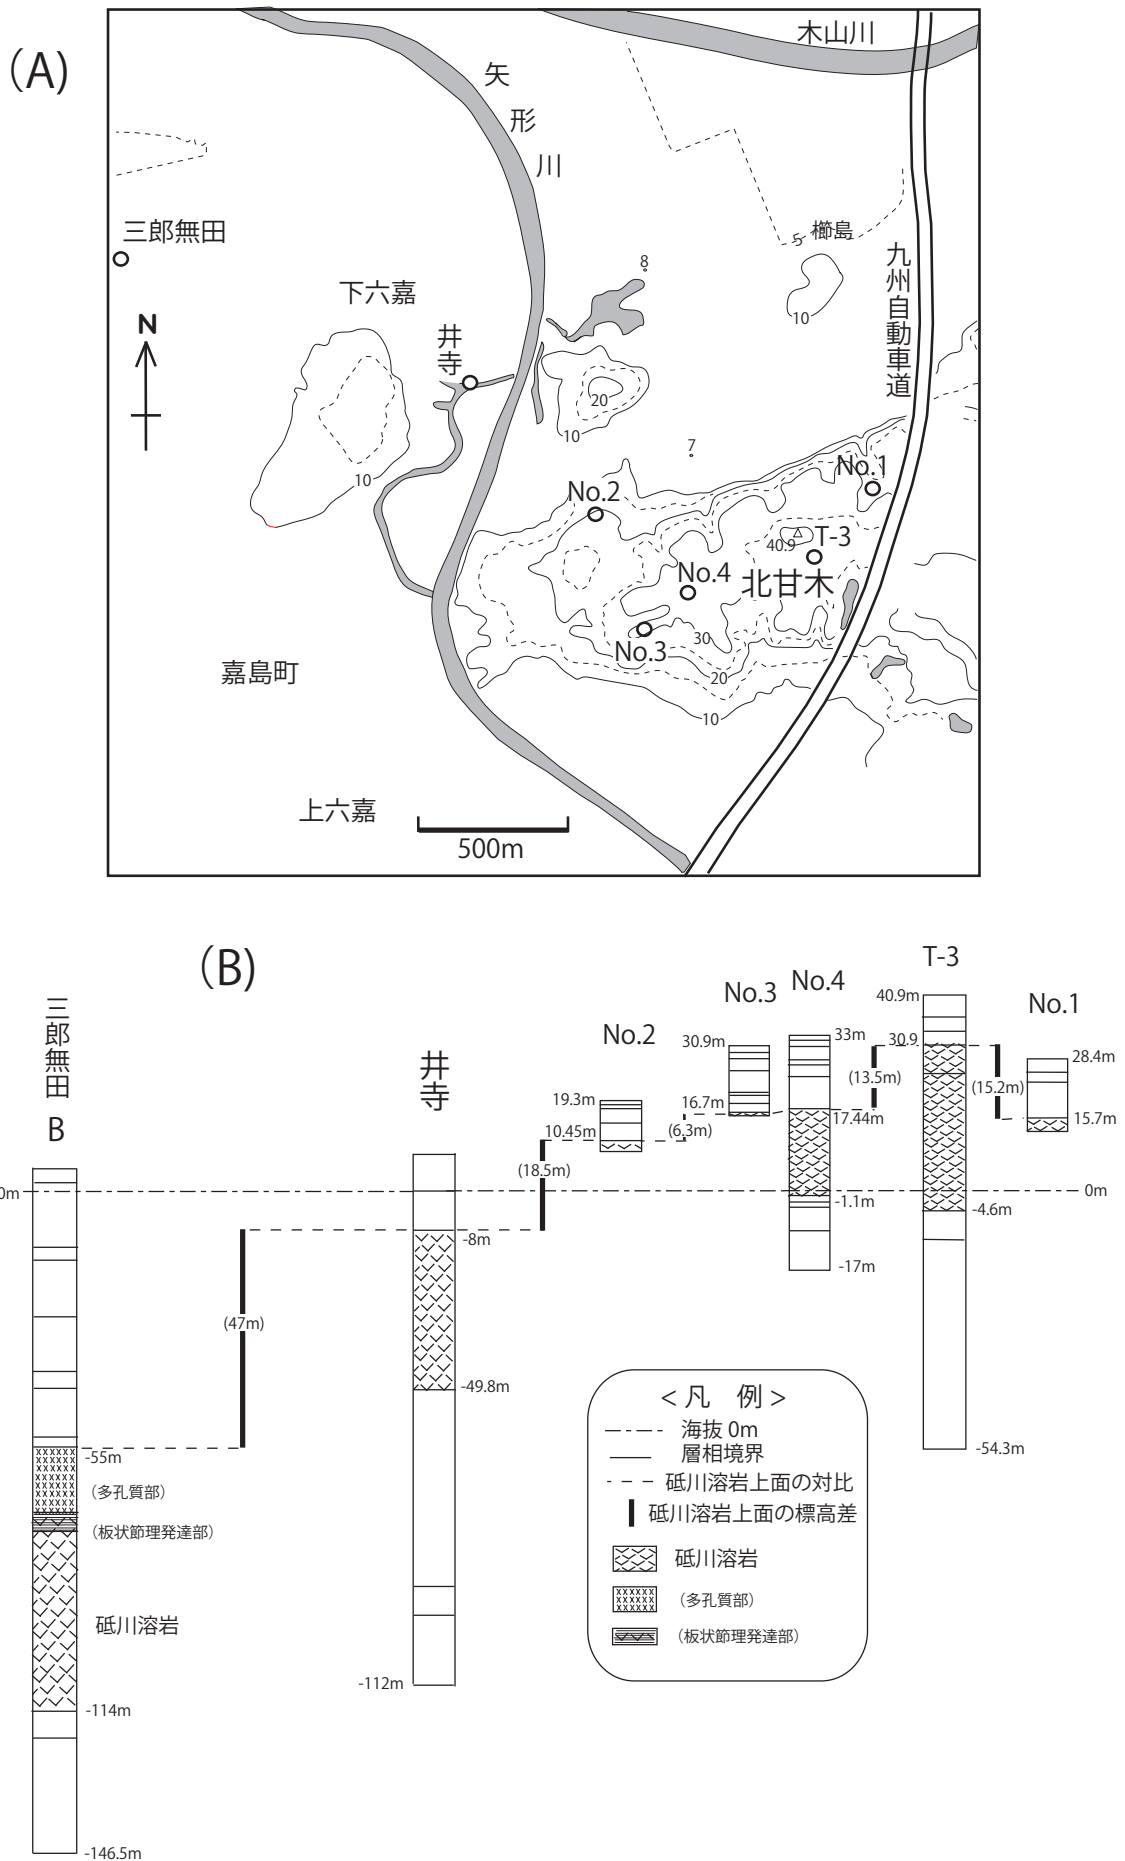 (A)
木山川
矢形川
三郎無田
5
櫛島
8
九州自動車道
下六嘉
N
井寺
10
20
10
10
7
No.1
No.2
40.9
T-3
No.4
北甘木
30
No.3
嘉島町
20
10
上六嘉
500m
(B)
T-3
No.4
No.3
40.9m
三郎無田
B
No.1
No.2
井寺
30.9m
33m
30.9
28.4m
(13.5m)
(15.2m)
19.3m
16.7m
17.44m
15.7m
10.45m
(6.3m)
(18.5m)
0m
0m
-1.1m
-4.6m
-8m
-17m
(47m)
-49.8m
<凡 例>
海抜 0m
層相境界
-54.3m
-55m
砥川溶岩上面の対比
(多孔質部)
砥川溶岩上面の標高差
(板状節理発達部)
砥川溶岩
(多孔質部)
砥川溶岩
(板状節理発達部)
-112m
-114m
-146.5m